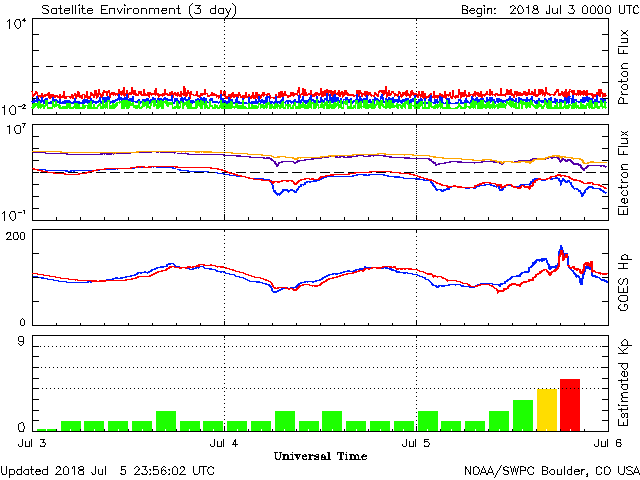 Satellite Environment (3 day)
Begin: 2018 Jul 3 0000 UTC
10^4
10^-2
Proton Flux
10^7
10^-1
Electron Flux
200
0
GOES Hp
9
0
Estimated Kp
Jul 3 Jul 4 Jul 5 Jul 6
Universal Time
Updated 2018 Jul 5 23:56:02 UTC
NOAA/SWPC Boulder, CO USA